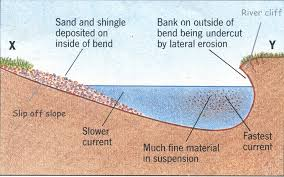 River cliff
Sand and shingle
deposited on
inside of bend
Bank on outside of
bend being undercut
by lateral erosion
X
Y
Slip off slope
Slower
current
Much fine material
in suspension
Fastest
current